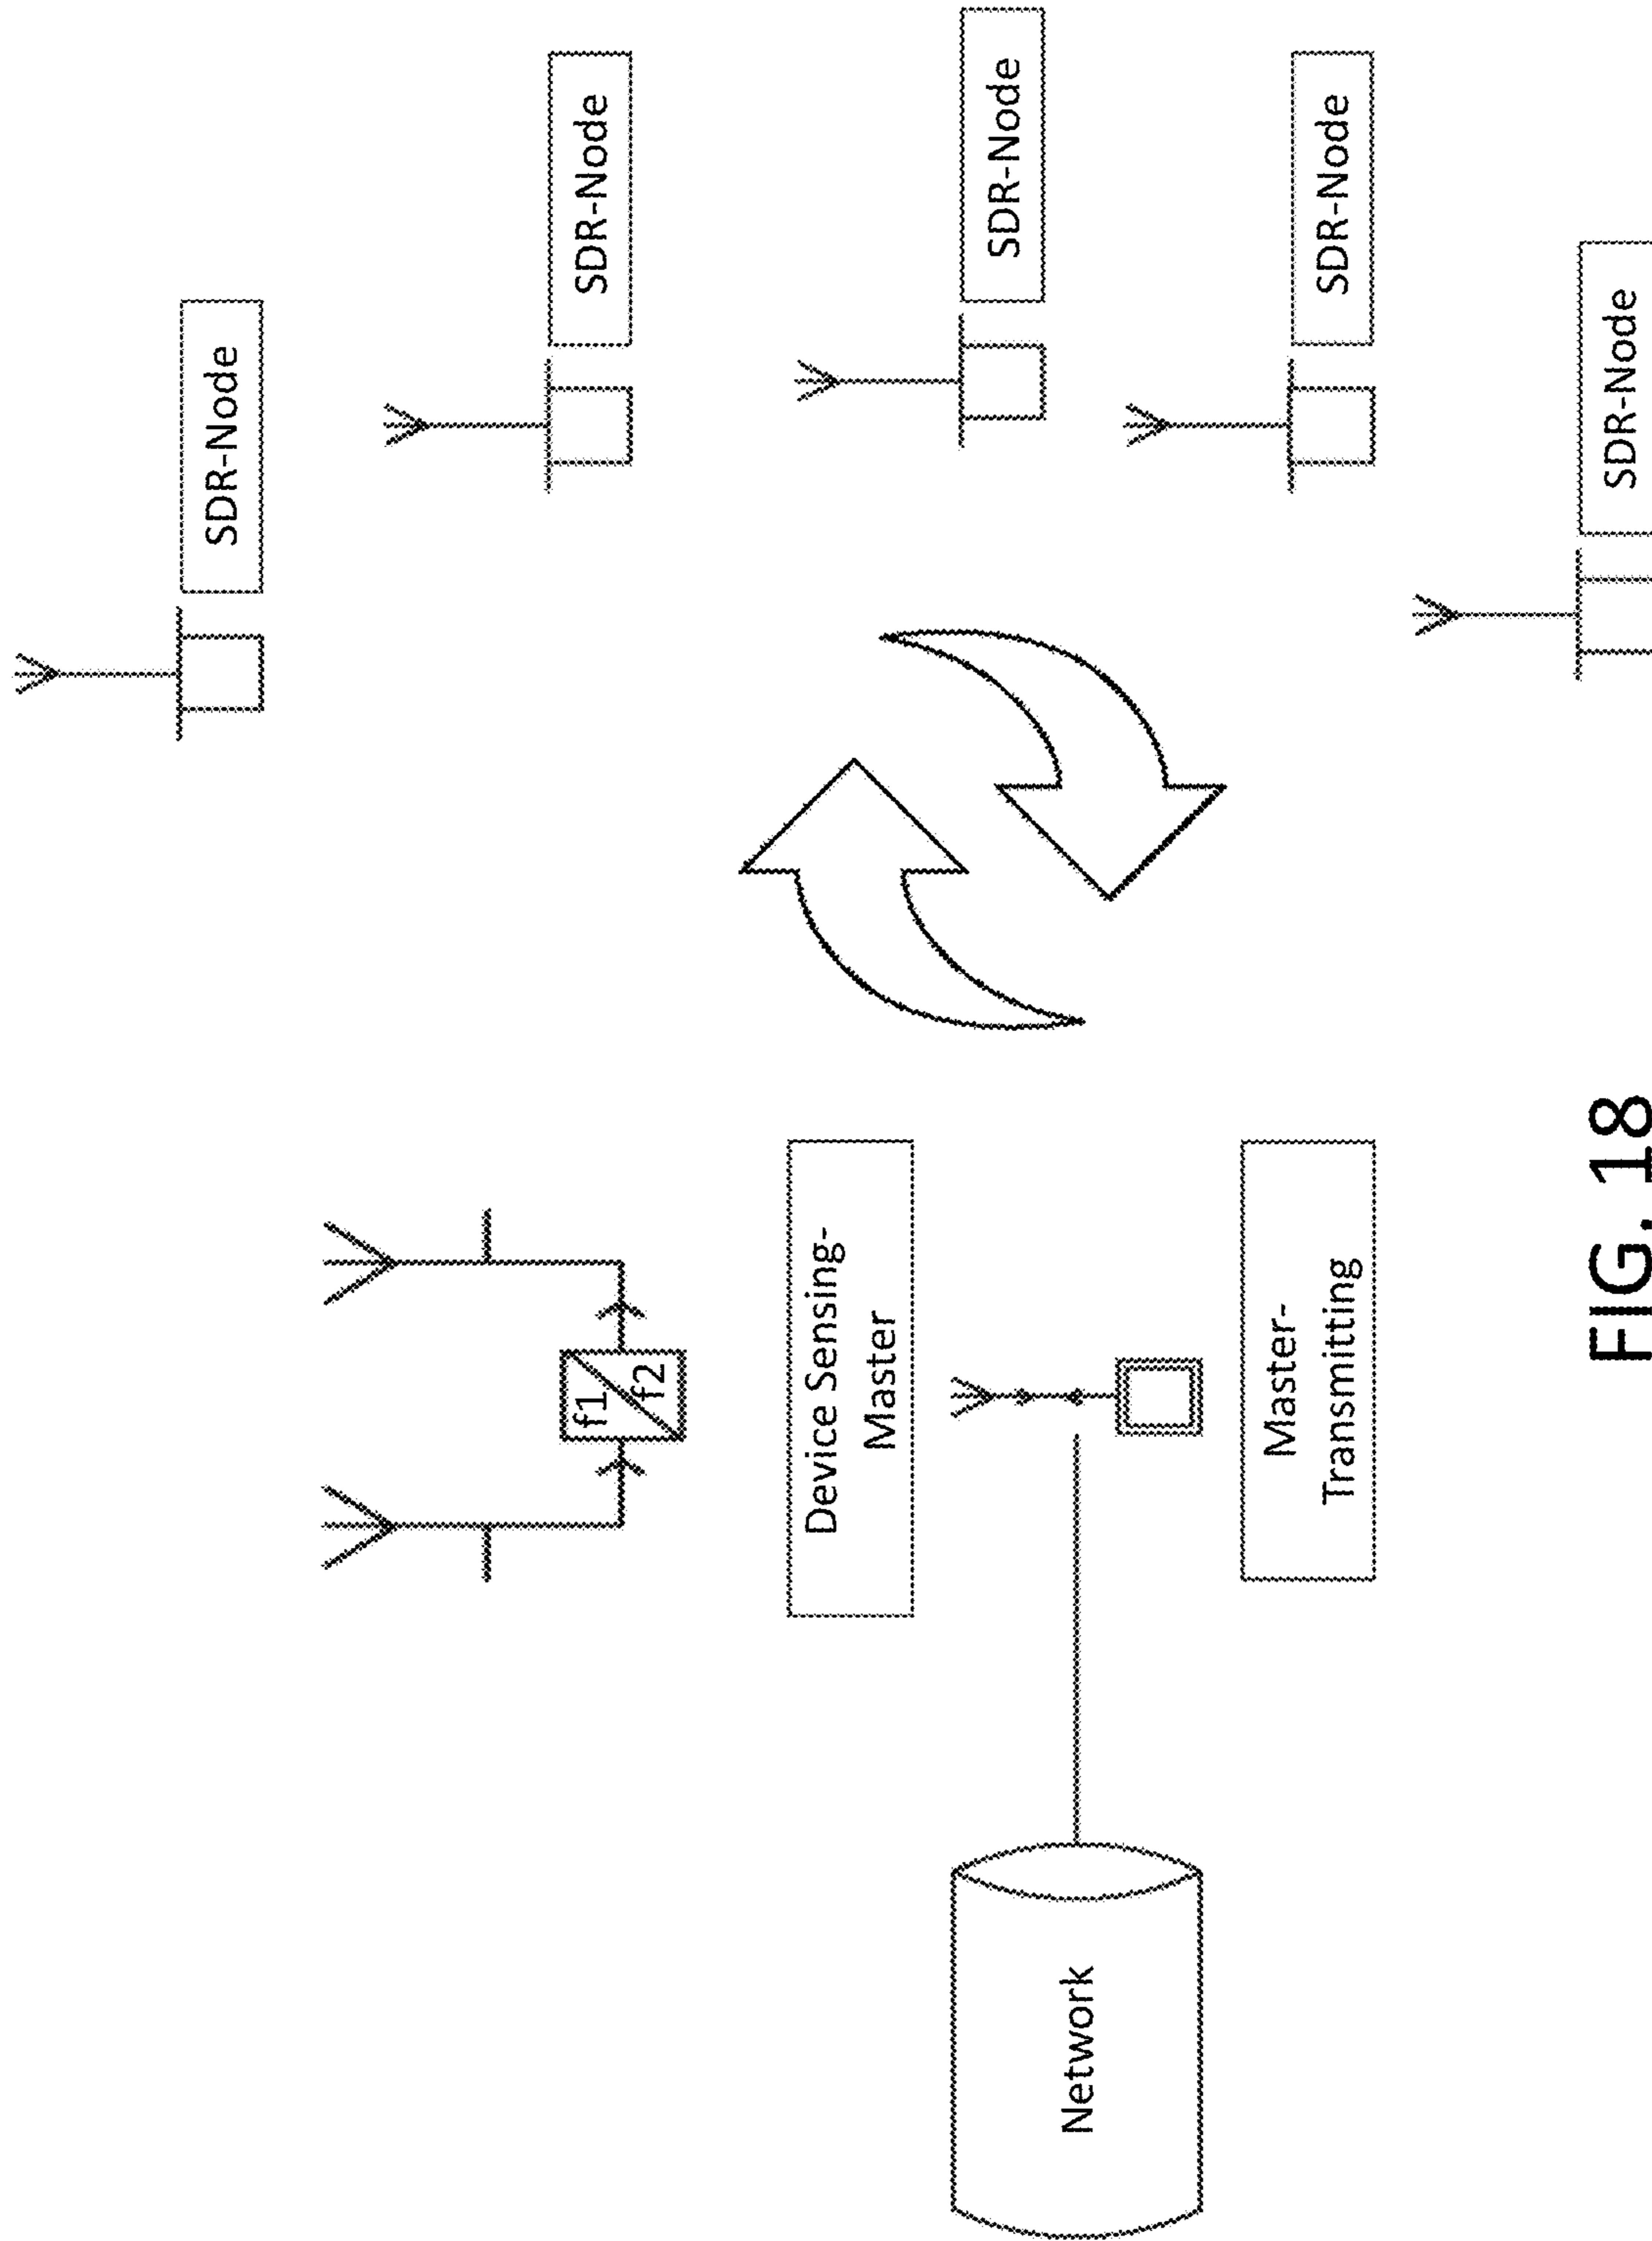 SDR-Node
SDR-Node
SDR-Node
SDR-Node
SDR-Node
f1
f2
Device Sensing-
Master
Master-
Transmitting
Network
FIG. 18